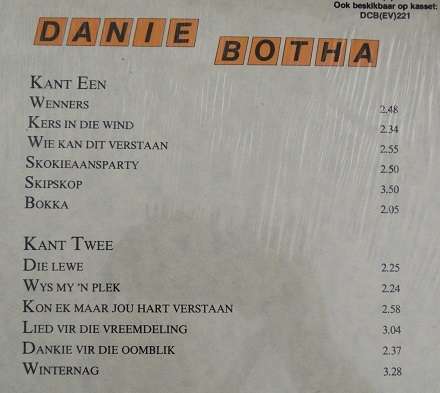 Ook beskikbaar op kasset:
DCB(EV)221
DANIE BOTHA
KANT EEN
WENNERS 2.48
KERS IN DIE WIND 2.34
WIE KAN DIT VERSTAAN 2.55
SKOKIEAANSPARTY 2.50
SKIPSKOP 3.50
BOKKA 2.05
KANT TWEE
DIE LEWE 2.25
WYS MY 'N PLEK 2.24
KON EK MAAR JOU HART VERSTAAN 2.58
LIED VIR DIE VREEMDELING 3.04
DANKIE VIR DIE OOMBLIK 2.37
WINTERNAG 3.28